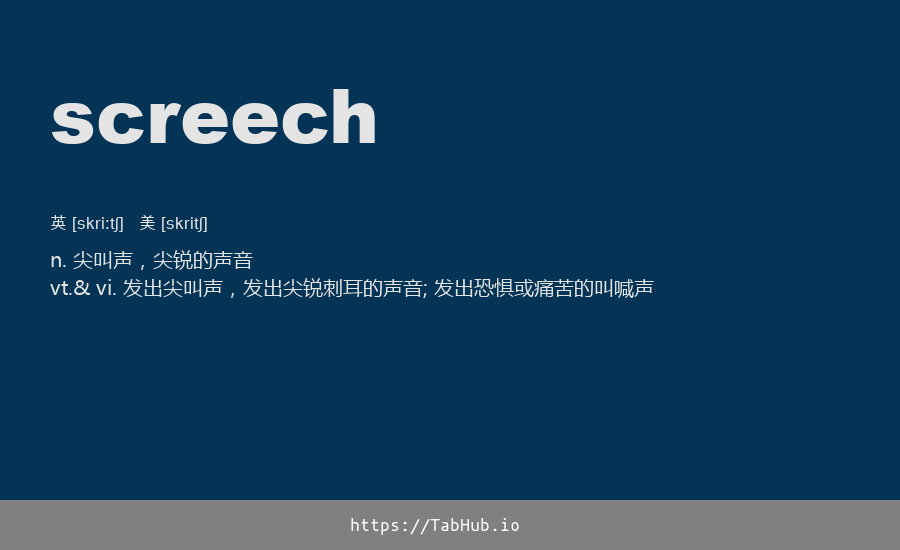 screech
英 [skri:tʃ] 美 [skritʃ]
n. 尖叫声，尖锐的声音
vt.& vi. 发出尖叫声，发出尖锐刺耳的声音; 发出恐惧或痛苦的叫喊声
https://TabHub.io